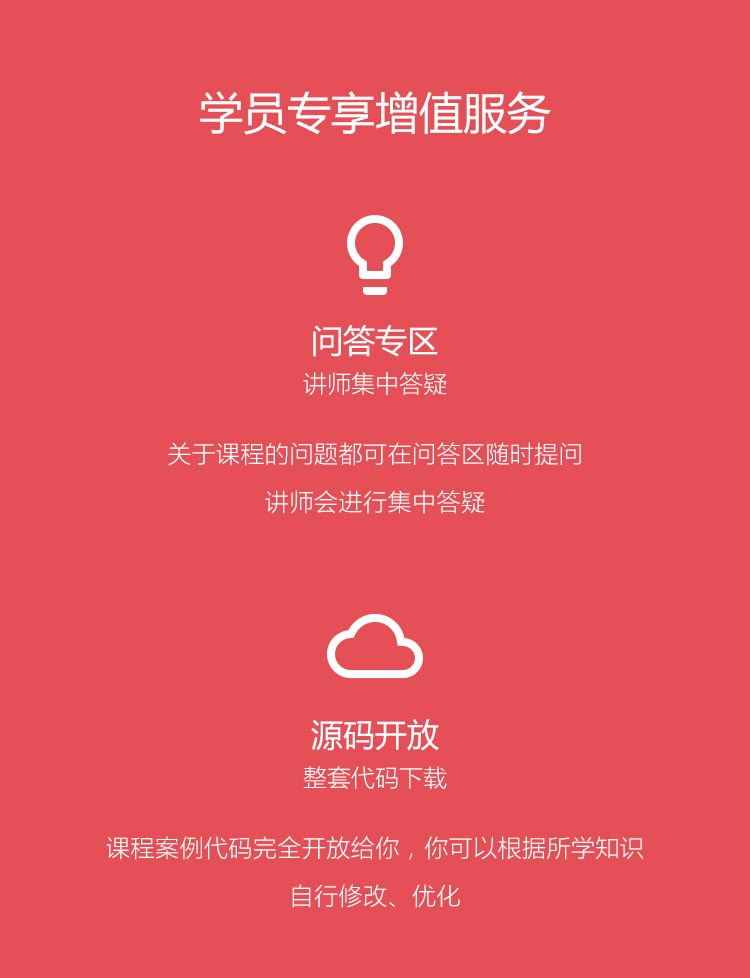 学员专享增值服务
问答专区
讲师集中答疑
关于课程的问题都可在问答区随时提问
讲师会进行集中答疑
源码开放
整套代码下载
课程案例代码完全开放给你，你可以根据所学知识
自行修改、优化